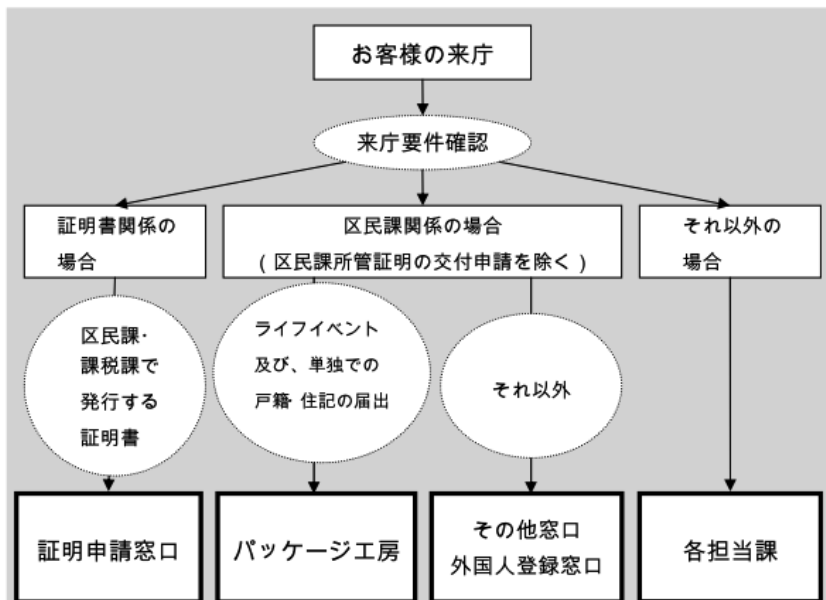 お客様の来庁
来庁要件確認
証明書関係の
場合
区民課関係の場合
(区民課所管証明の交付申請を除く)
それ以外の
場合
区民課・
課税課で
発行する
証明書
ライフイベント
及び、単独での
戸籍・住記の届出
それ以外
証明申請窓口
パッケージ工房
その他窓口
外国人登録窓口
各担当課